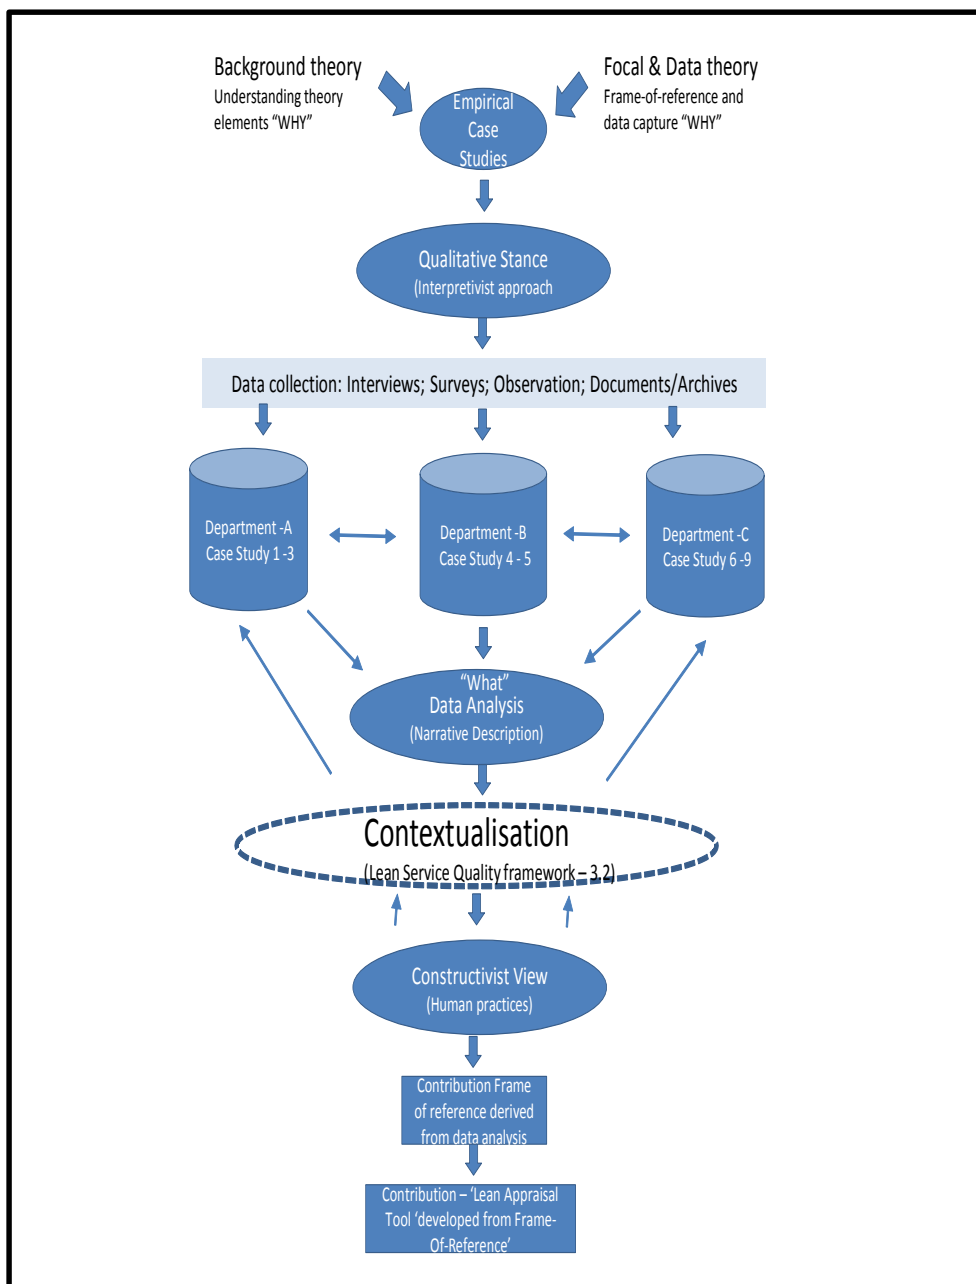 Background theory
Understanding theory
elements “WHY”
Focal & Data theory
Frame-of-reference and
data capture “WHY”
Empirical
Case
Studies
Qualitative Stance
(Interpretivist approach
Data collection: Interviews; Surveys; Observation; Documents/Archives
Department -A
Case Study 1 -3
Department -B
Case Study 4 - 5
Department -C
Case Study 6 -9
“What”
Data Analysis
(Narrative Description)
Contextualisation
(Lean Service Quality framework – 3.2)
Constructivist View
(Human practices)
Contribution Frame
of reference derived
from data analysis
Contribution – ‘Lean Appraisal
Tool ‘developed from Frame-
Of-Reference’